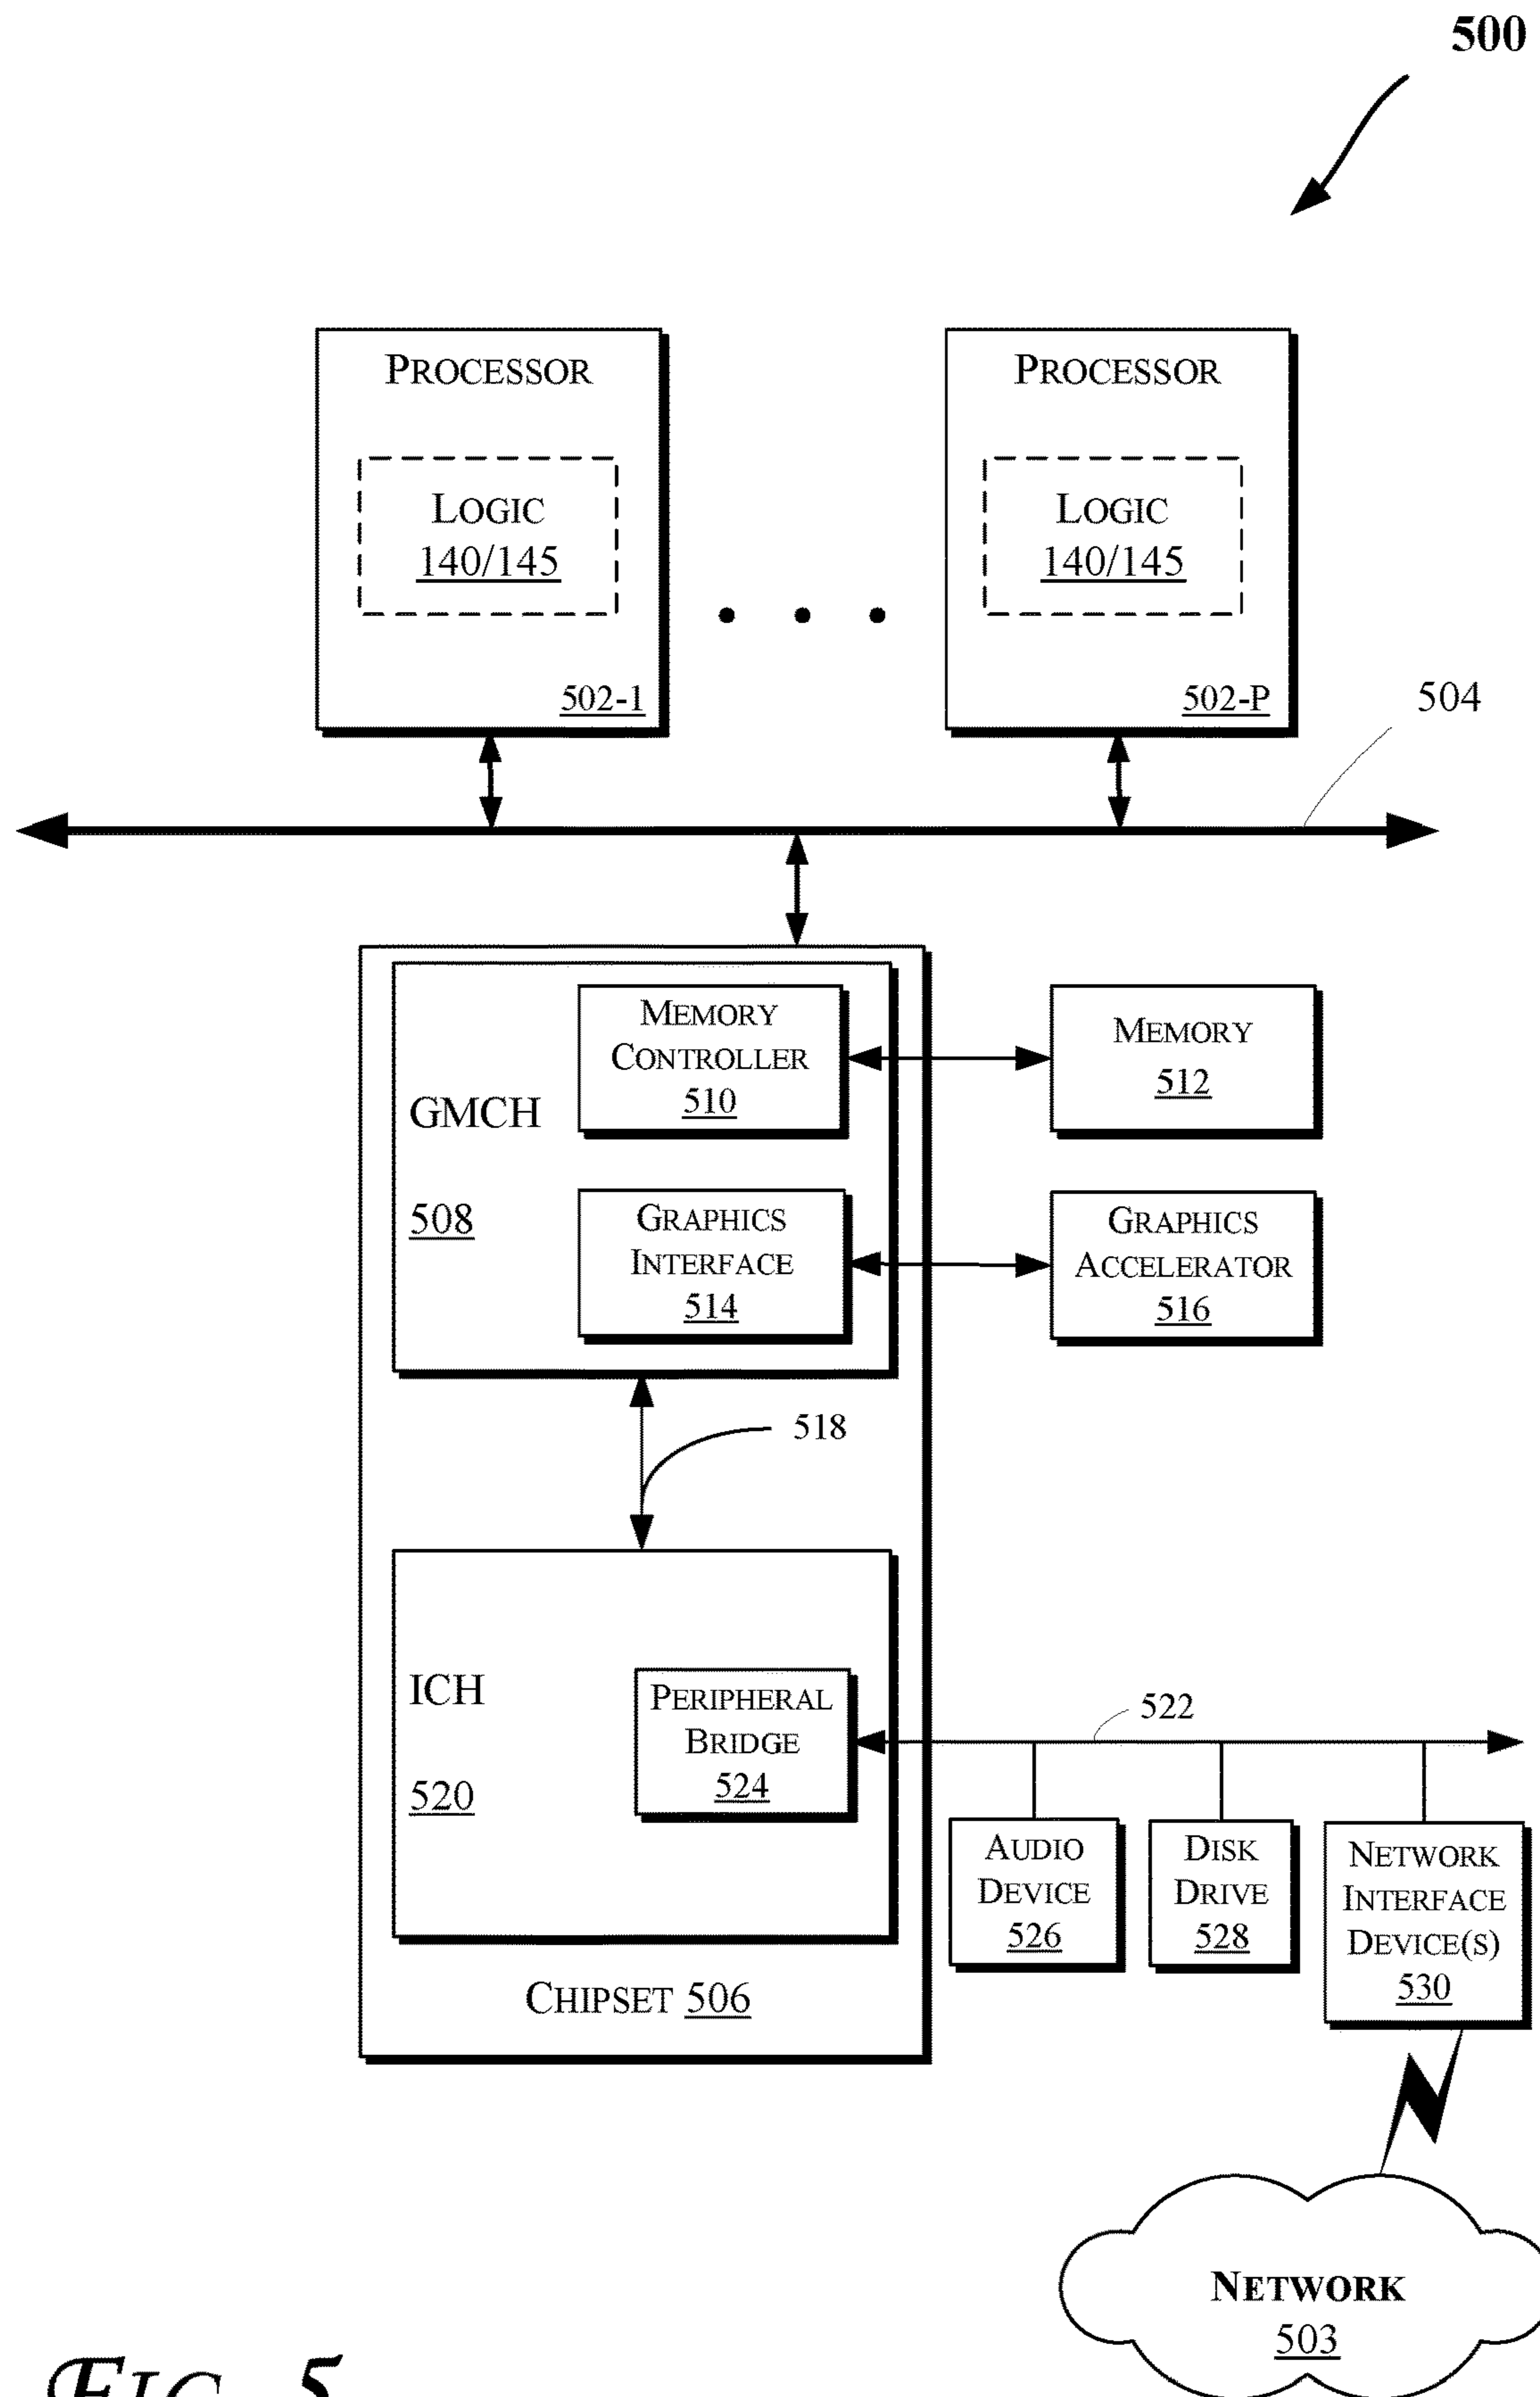 500
PROCESSOR
LOGIC
140/145
502-1
PROCESSOR
LOGIC
140/145
502-P
504
MEMORY
CONTROLLER
510
MEMORY
512
GMCH
508
GRAPHICS
INTERFACE
514
GRAPHICS
ACCELERATOR
516
518
ICH
520
PERIPHERAL
BRIDGE
524
522
AUDIO
DEVICE
526
DISK
DRIVE
528
NETWORK
INTERFACE
DEVICE(S)
530
CHIPSET 506
NETWORK
503
FIG. 5